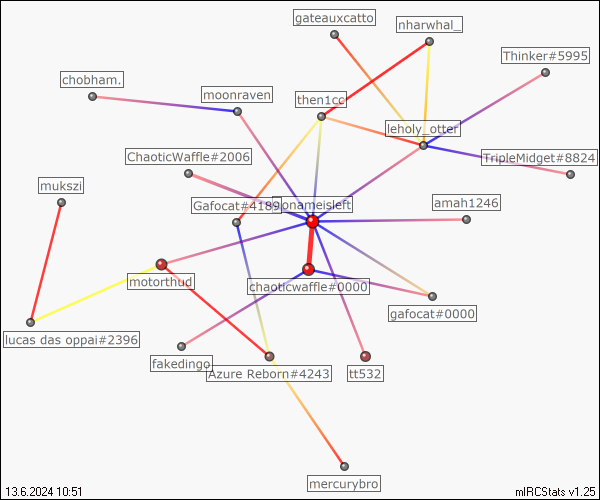 gateauxcatto
nharwhal_
Thinker#5995
chobham.
moonraven
then1cc
leholy_otter
ChaoticWaffle#2006
TripleMidget#8824
mukszi
Gafocat#4189
nonameisleft
amah1246
motorthud
chaoticwaffle#0000
gafocat#0000
lucas das oppai#2396
fakedingo
Azure Reborn#4243
tt532
mercurybro
13.6.2024 10:51
mIRCStats v1.25